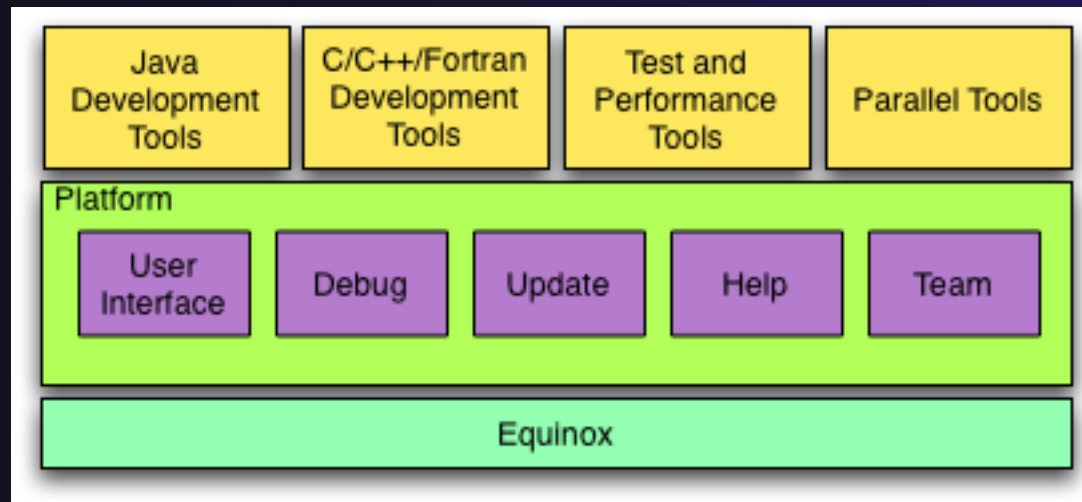 Java
Development
Tools
C/C++/Fortran
Development
Tools
Test and
Performance
Tools
Parallel Tools
Platform
User
Interface
Debug
Update
Help
Team
Equinox